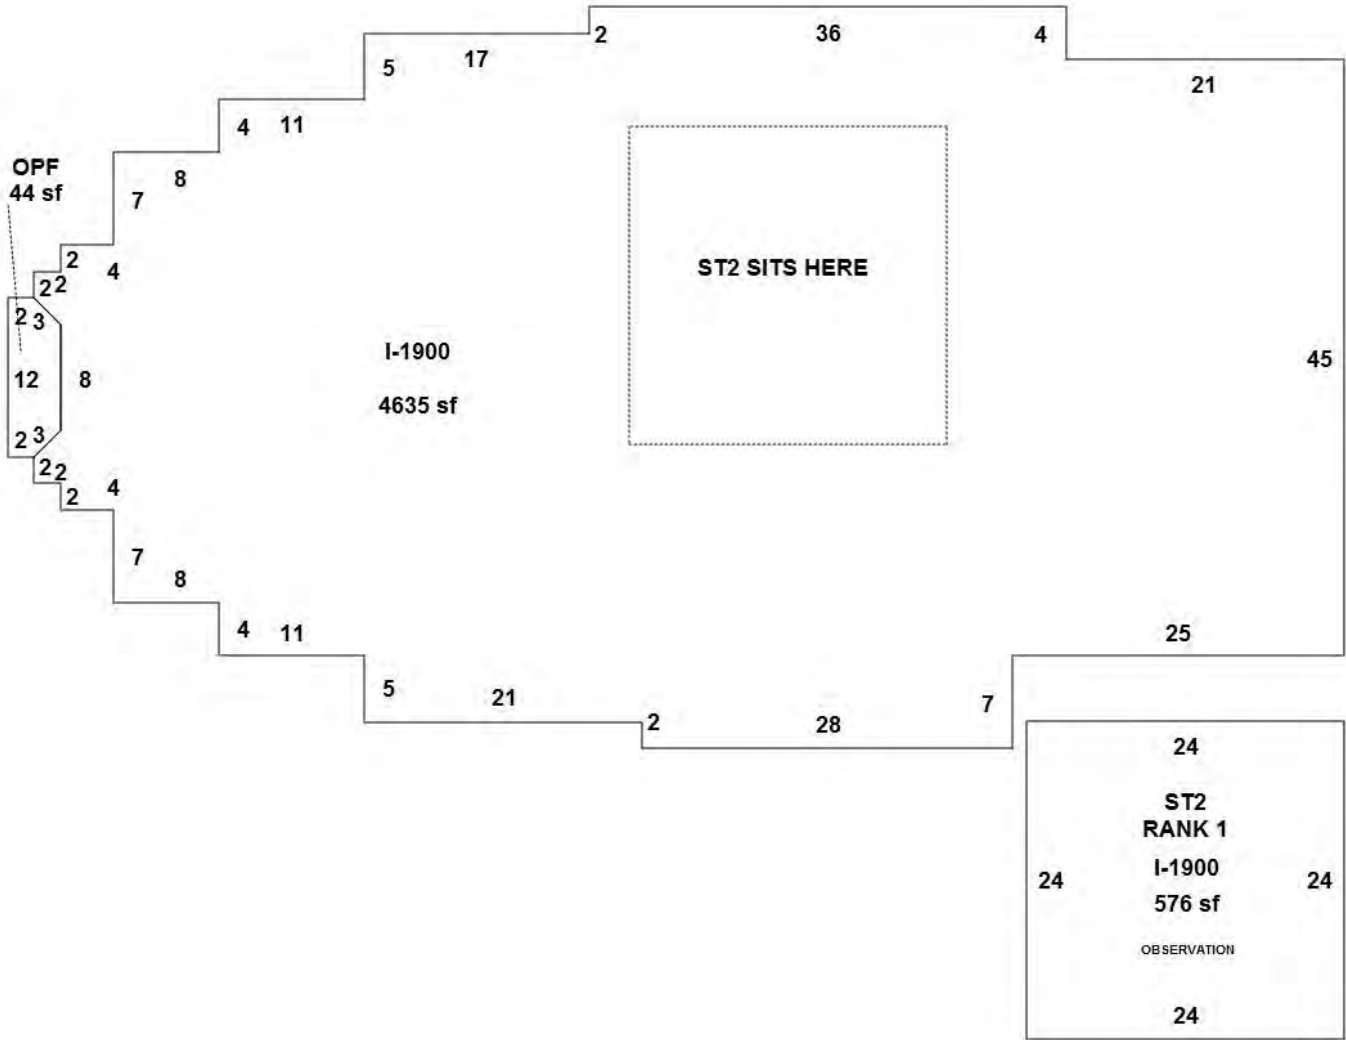 2 36 4
5 17
21
4 11
OPF
44 sf
7 8
2 4
2 2
2 3
ST2 SITS HERE
I-1900
4635 sf
12 8
45
2 3
2 2
2 4
7 8
4 11
25
5 21
2 28 7
24
ST2
RANK 1
I-1900
24 24
576 sf
OBSERVATION
24